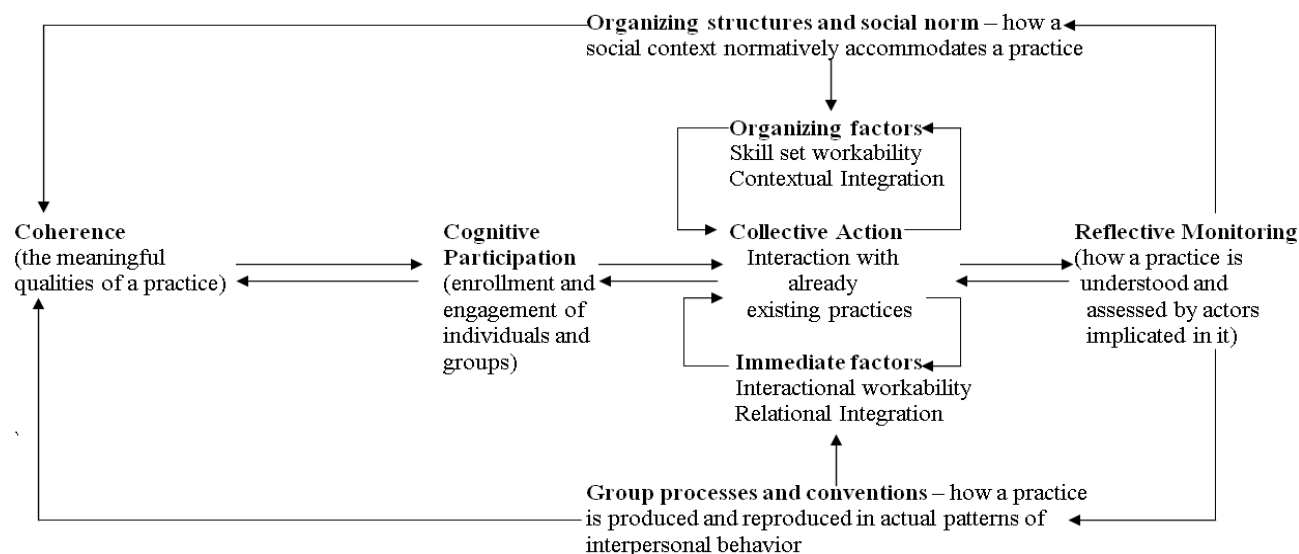 Organizing structures and social norm – how a
social context normatively accommodates a practice
Organizing factors
Skill set workability
Contextual Integration
Coherence
(the meaningful
qualities of a practice)
Cognitive
Participation
(enrollment and
engagement of
individuals and
groups)
Collective Action
Interaction with
already
existing practices
Reflective Monitoring
(how a practice is
understood and
assessed by actors
implicated in it)
Immediate factors
Interactional workability
Relational Integration
Group processes and conventions – how a practice
is produced and reproduced in actual patterns of
interpersonal behavior